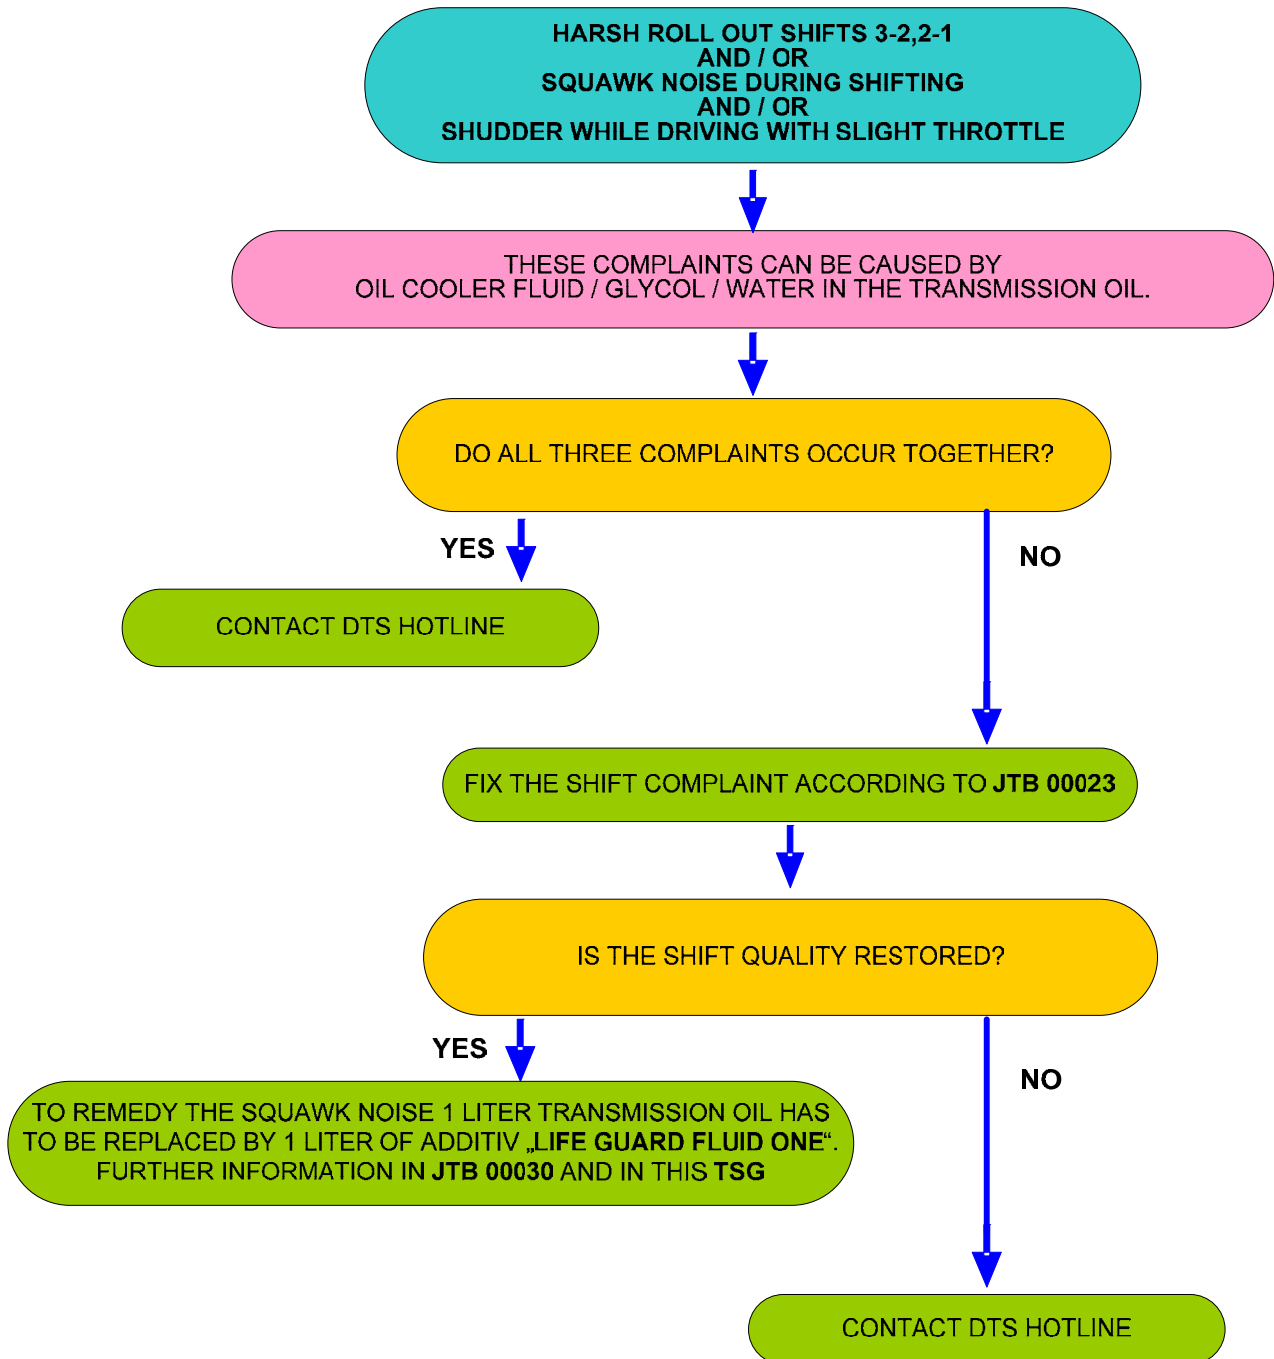 HARSH ROLL OUT SHIFTS 3-2,2-1
AND / OR
SQUAWK NOISE DURING SHIFTING
AND / OR
SHUDDER WHILE DRIVING WITH SLIGHT THROTTLE
THESE COMPLAINTS CAN BE CAUSED BY
OIL COOLER FLUID / GLYCOL / WATER IN THE TRANSMISSION OIL.
DO ALL THREE COMPLAINTS OCCUR TOGETHER?
YES
NO
CONTACT DTS HOTLINE
FIX THE SHIFT COMPLAINT ACCORDING TO JTB 00023
IS THE SHIFT QUALITY RESTORED?
YES
NO
TO REMEDY THE SQUAWK NOISE 1 LITER TRANSMISSION OIL HAS
TO BE REPLACED BY 1 LITER OF ADDITIV „LIFE GUARD FLUID ONE“.
FURTHER INFORMATION IN JTB 00030 AND IN THIS TSG
CONTACT DTS HOTLINE